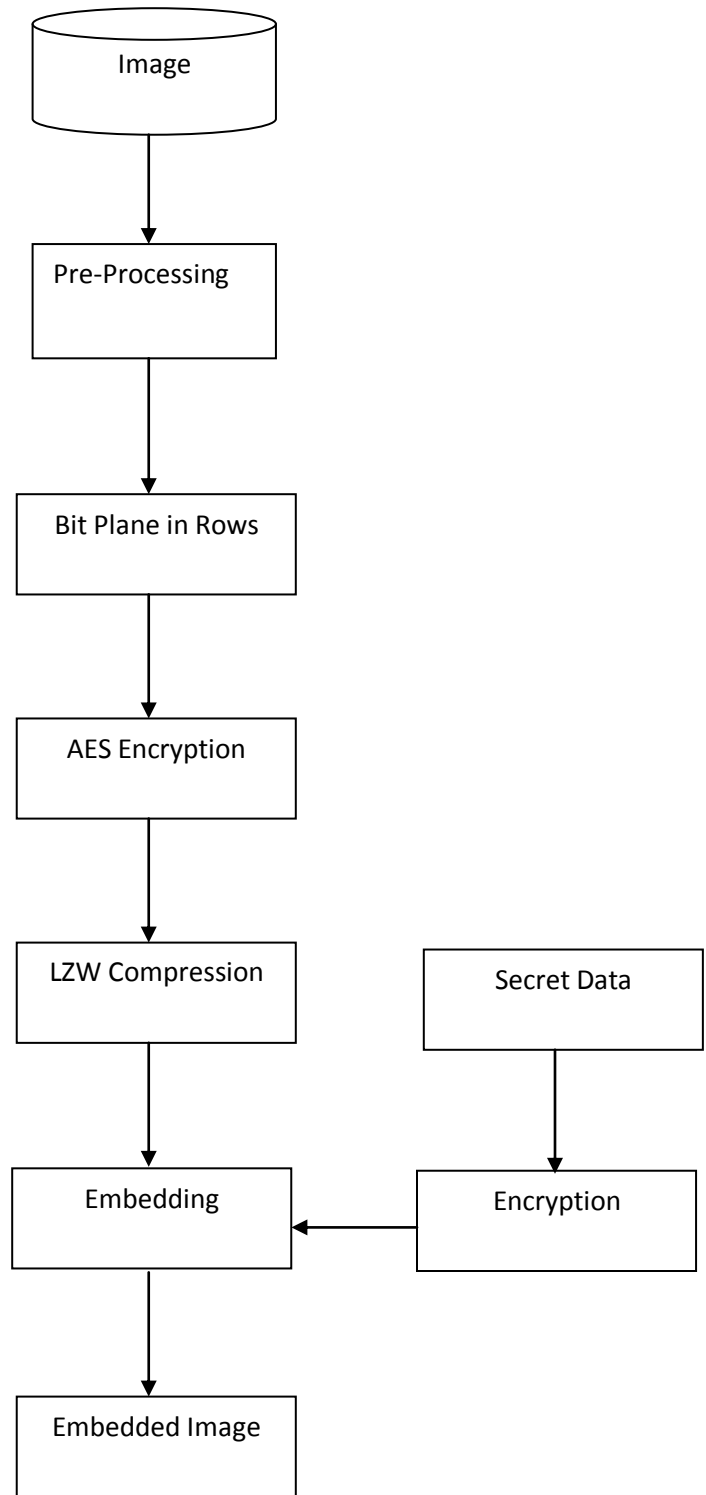 Image
Pre-Processing
Bit Plane in Rows
AES Encryption
LZW Compression
Secret Data
Embedding
Encryption
Embedded Image